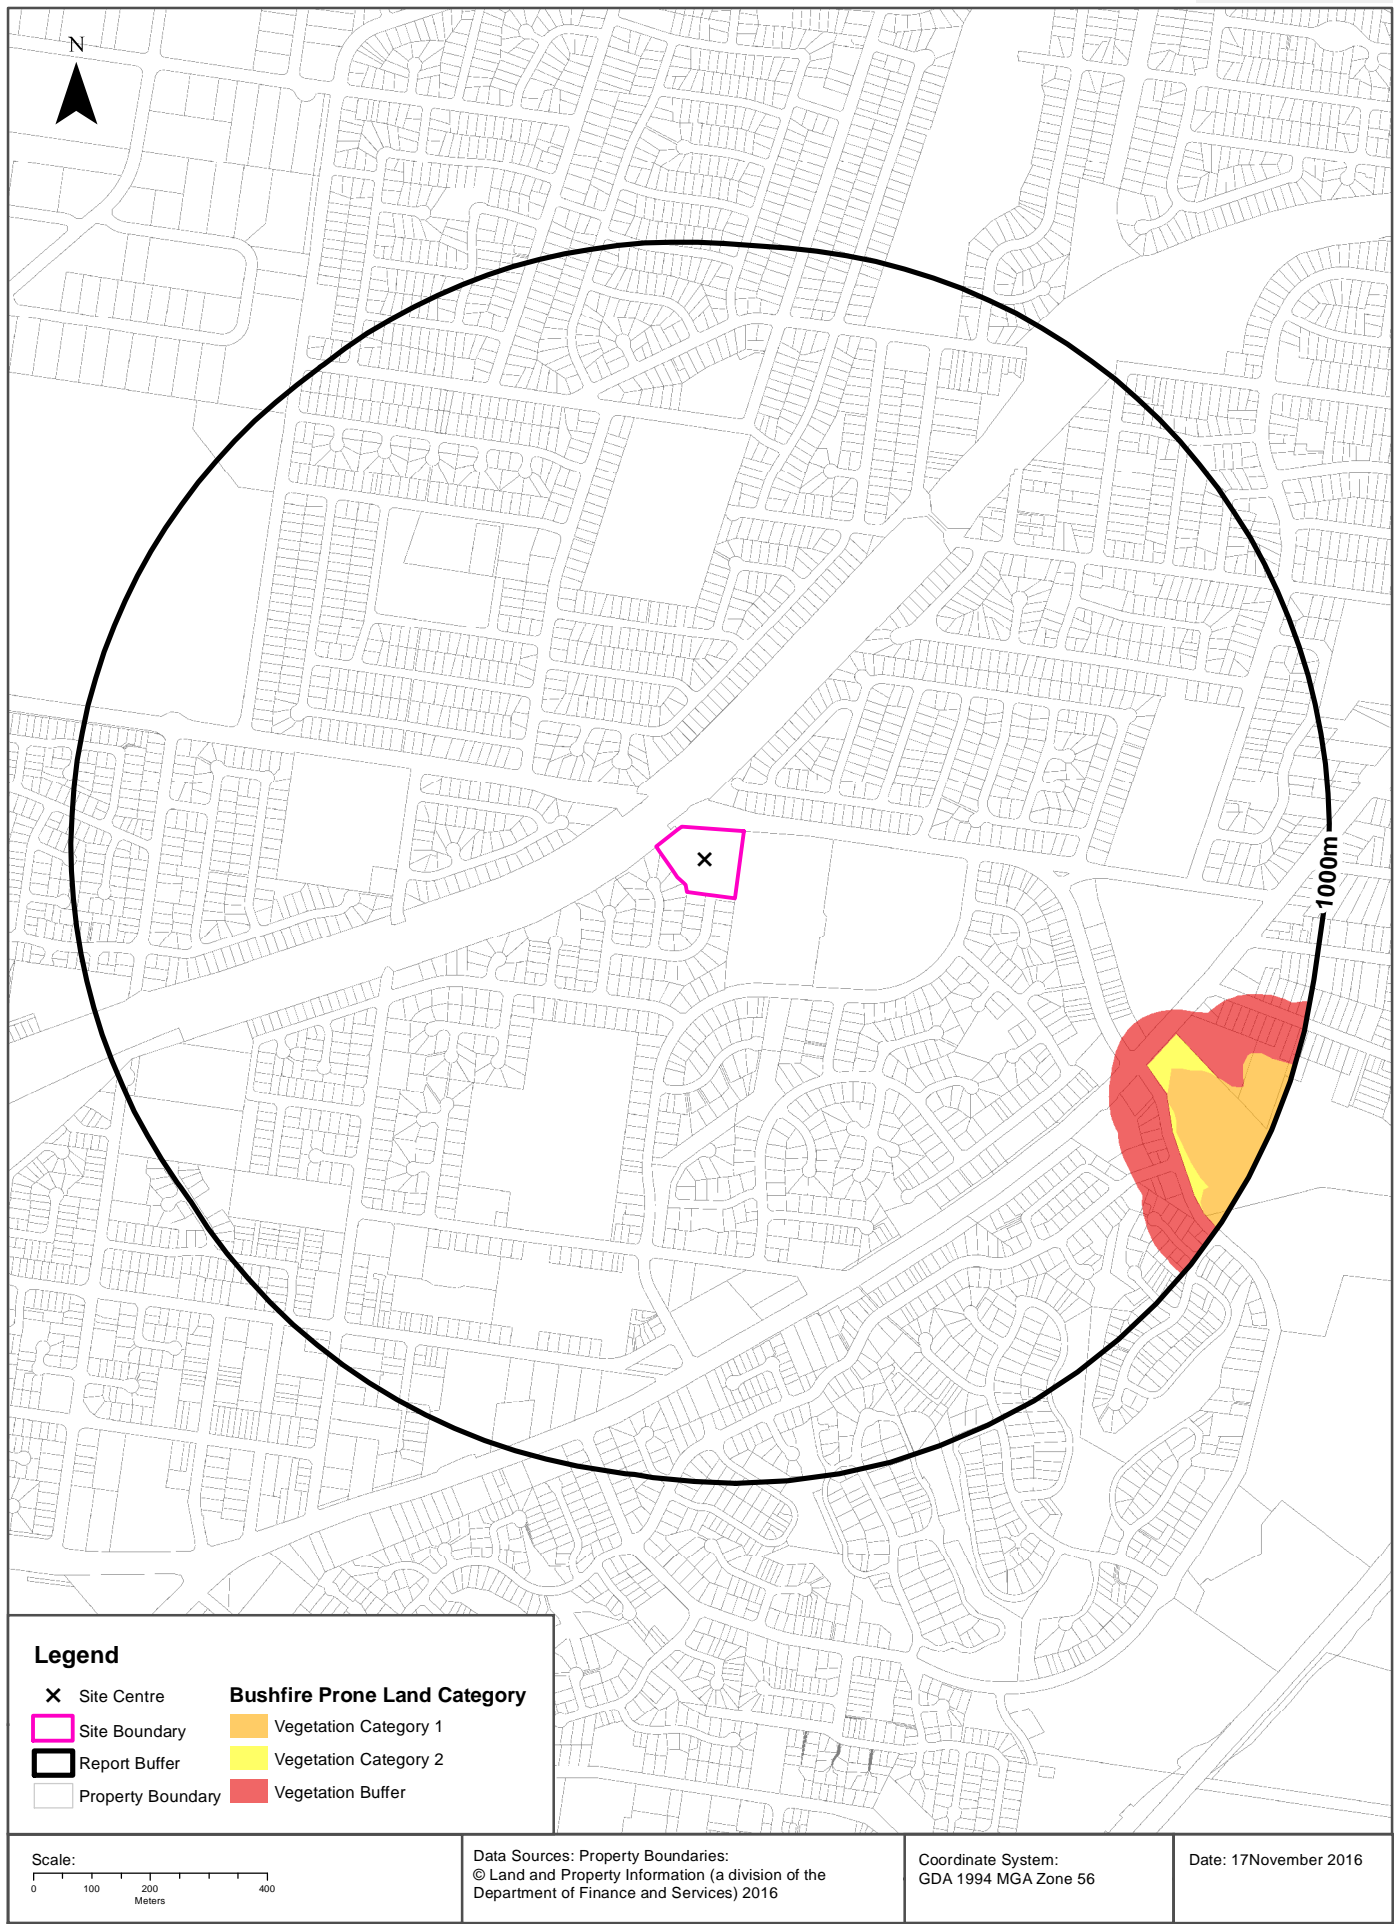 N
1000m
Legend
Site Centre
Site Boundary
Report Buffer
Property Boundary
Bushfire Prone Land Category
Vegetation Category 1
Vegetation Category 2
Vegetation Buffer
Scale:
0 100 200 400
Meters
Data Sources: Property Boundaries:
© Land and Property Information (a division of the
Department of Finance and Services) 2016
Coordinate System:
GDA 1994 MGA Zone 56
Date: 17November 2016